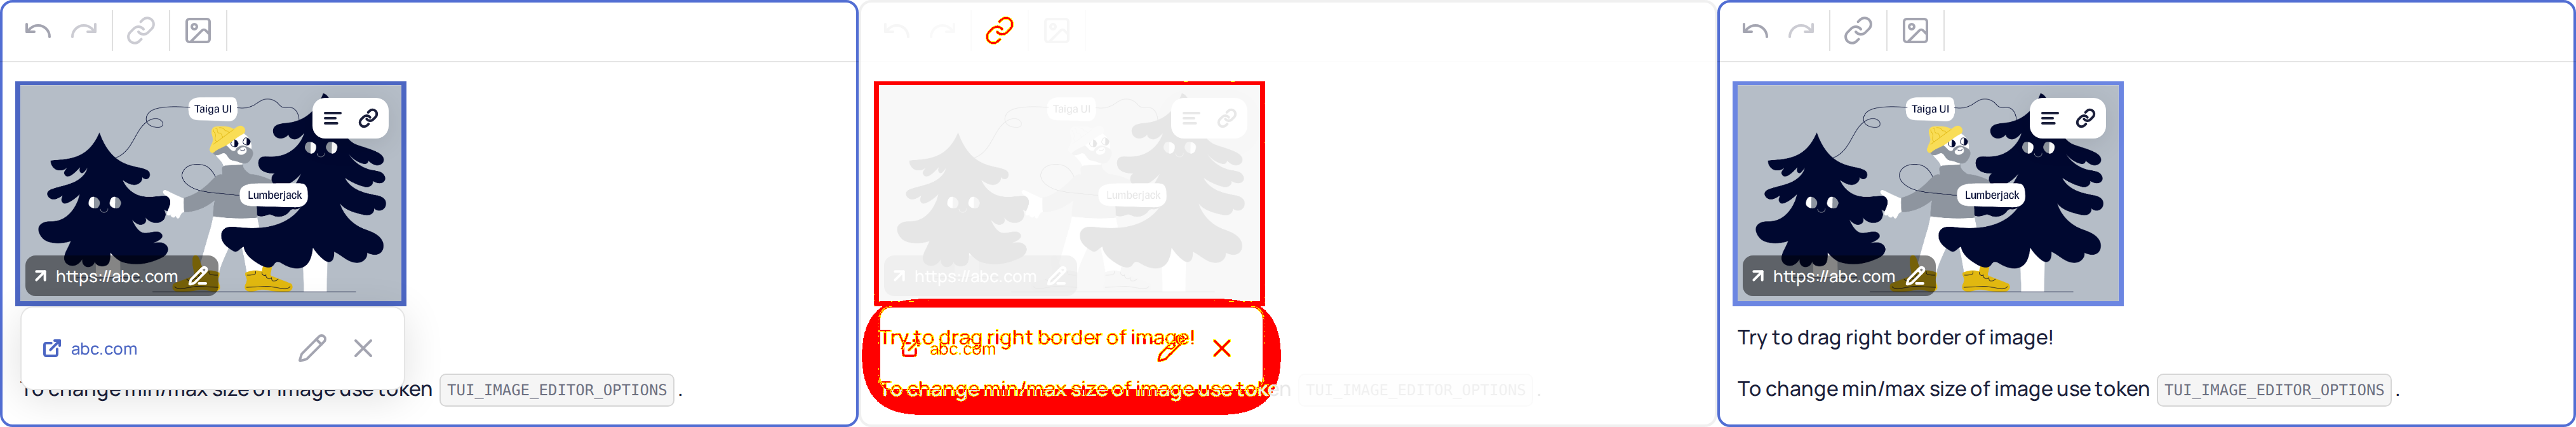 Taiga UI
Lumberjack
https://abc.com
abc.com
To change min/max size of image use token TUI_IMAGE_EDITOR_OPTIONS .
Taiga UI
Lumberjack
https://abc.com
Try to drag right border of image!
abc.com
To change min/max size of image use token TUI_IMAGE_EDITOR_OPTIONS .
Taiga UI
Lumberjack
https://abc.com
Try to drag right border of image!
To change min/max size of image use token TUI_IMAGE_EDITOR_OPTIONS .